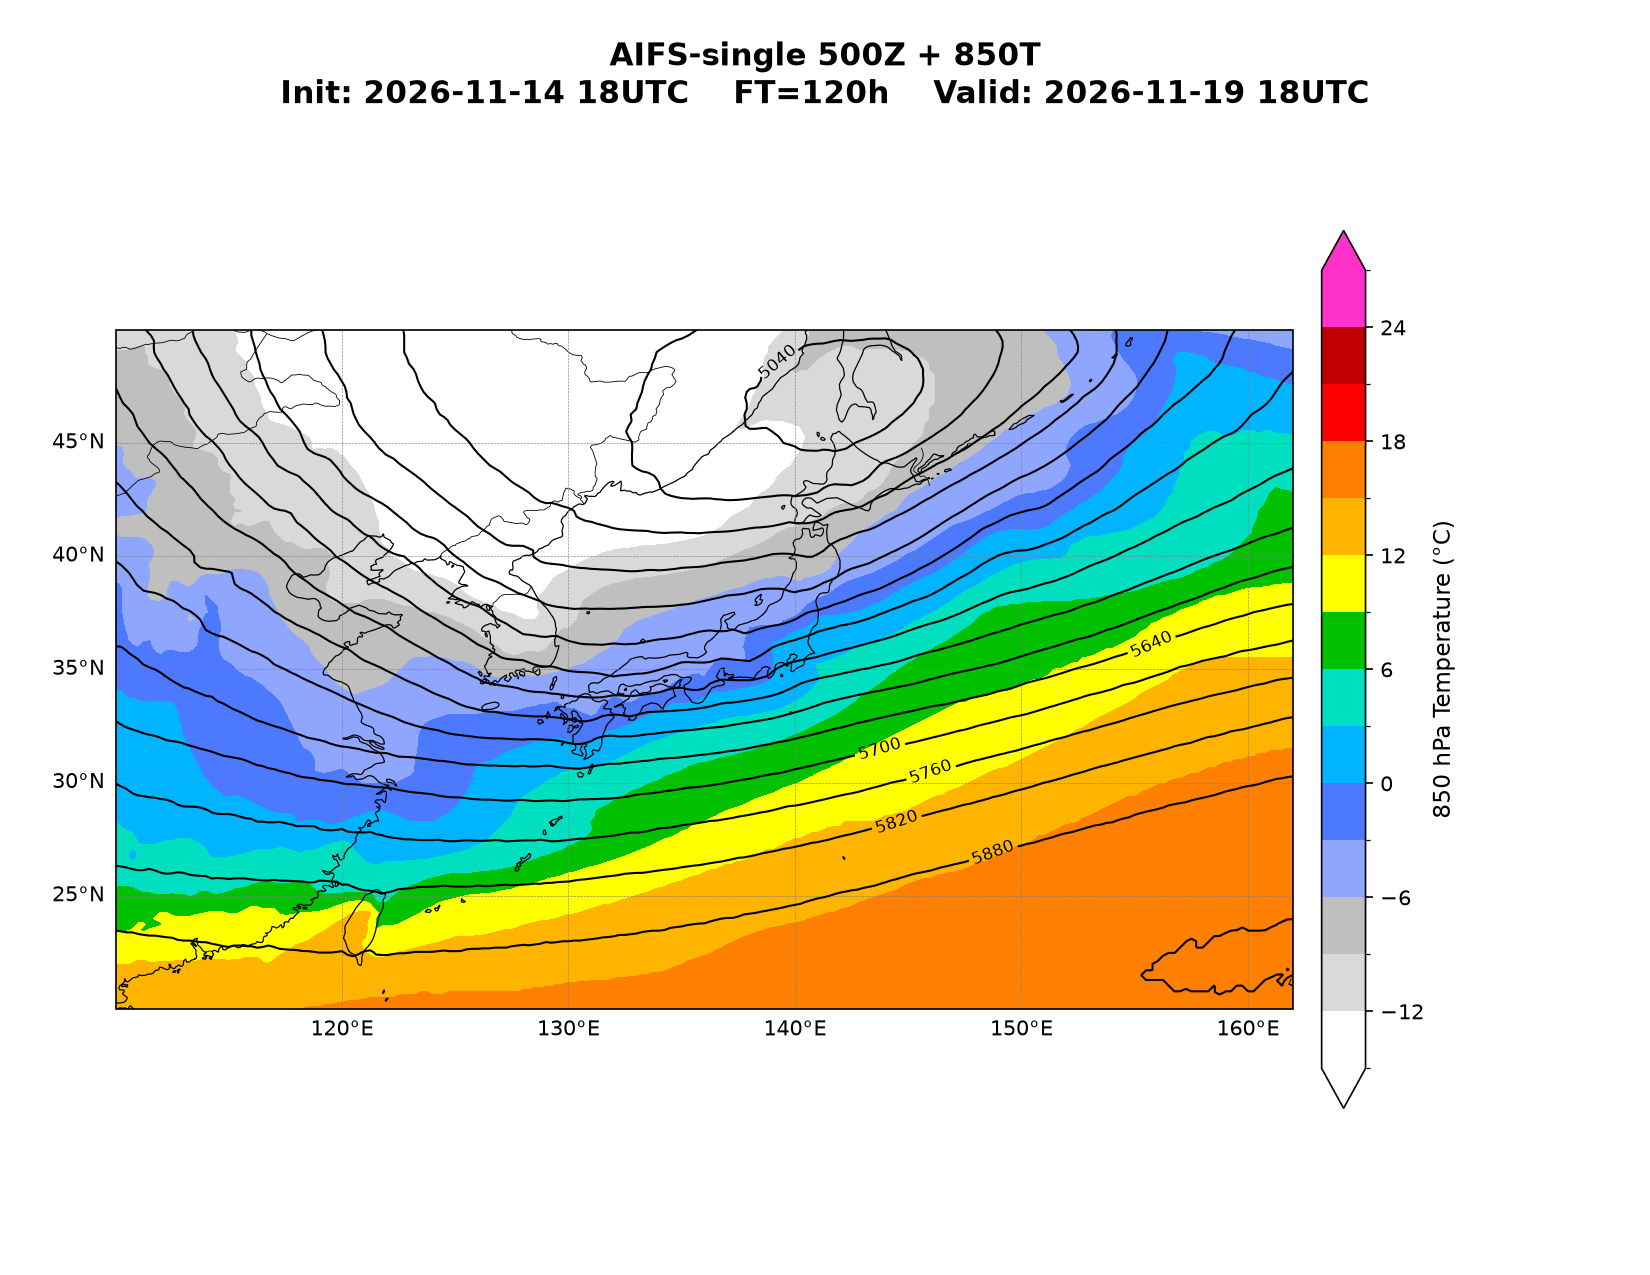 AIFS-single 500Z + 850T
Init: 2026-11-14 18UTC    FT=120h    Valid: 2026-11-19 18UTC
5040
5640
5700
5760
5820
5880
45°N
40°N
35°N
30°N
25°N
120°E
130°E
140°E
150°E
160°E
24
18
12
6
0
−6
−12
850 hPa Temperature (°C)